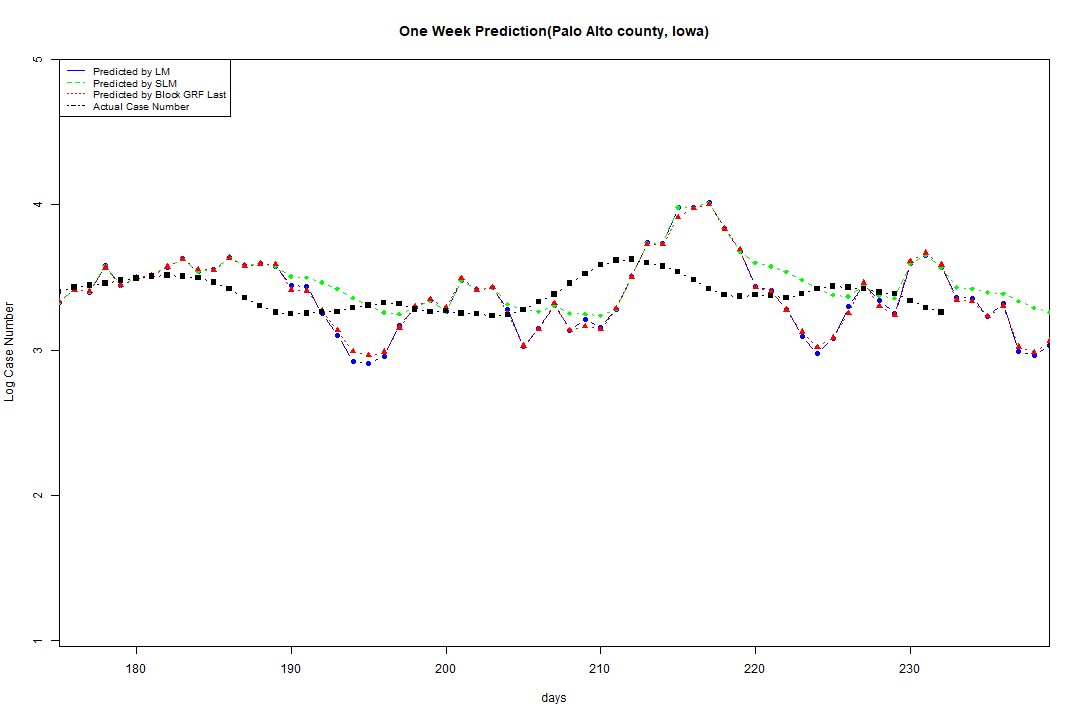 One Week Prediction(Palo Alto county, Iowa)
Predicted by LM
Predicted by SLM
Predicted by Block GRF Last
Actual Case Number
5
4
3
2
1
Log Case Number
180 190 200 210 220 230
days